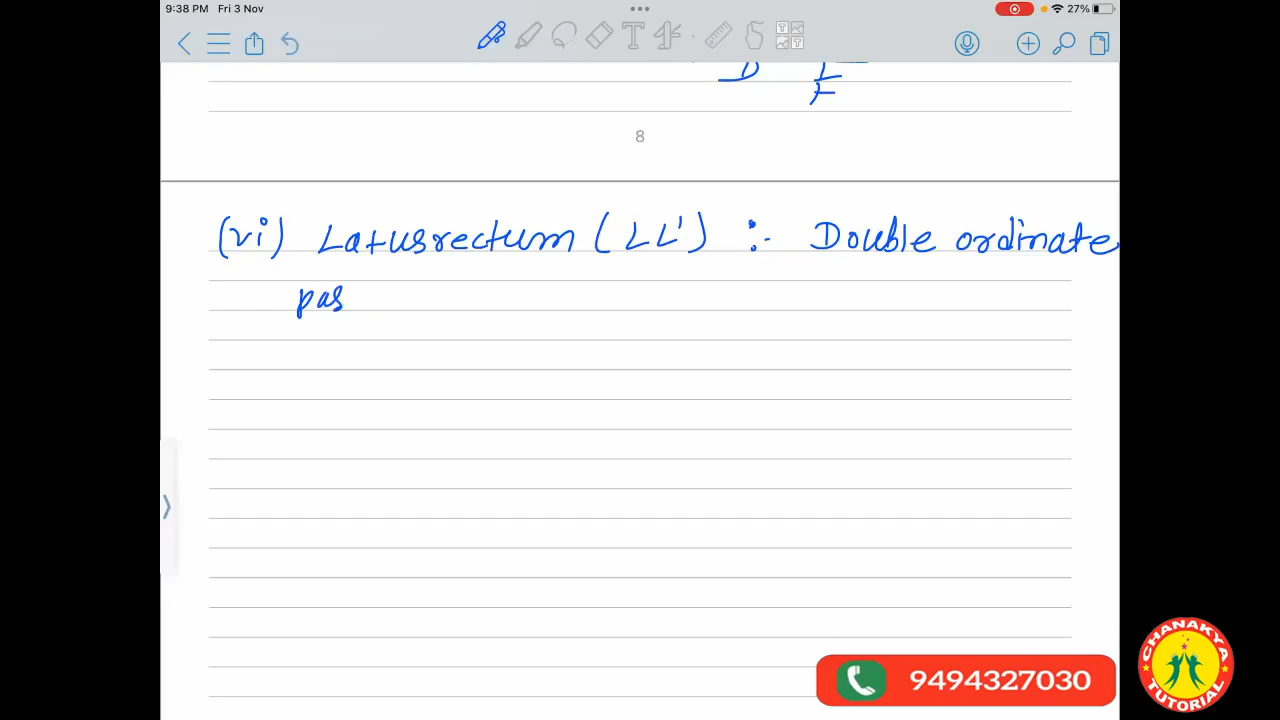 9:38 PM Fri 3 Nov
27%
8
(vi) Latusrectum (LL') :- Double ordinate
pas
9494327030
CHANAKYA
TUTORIAL